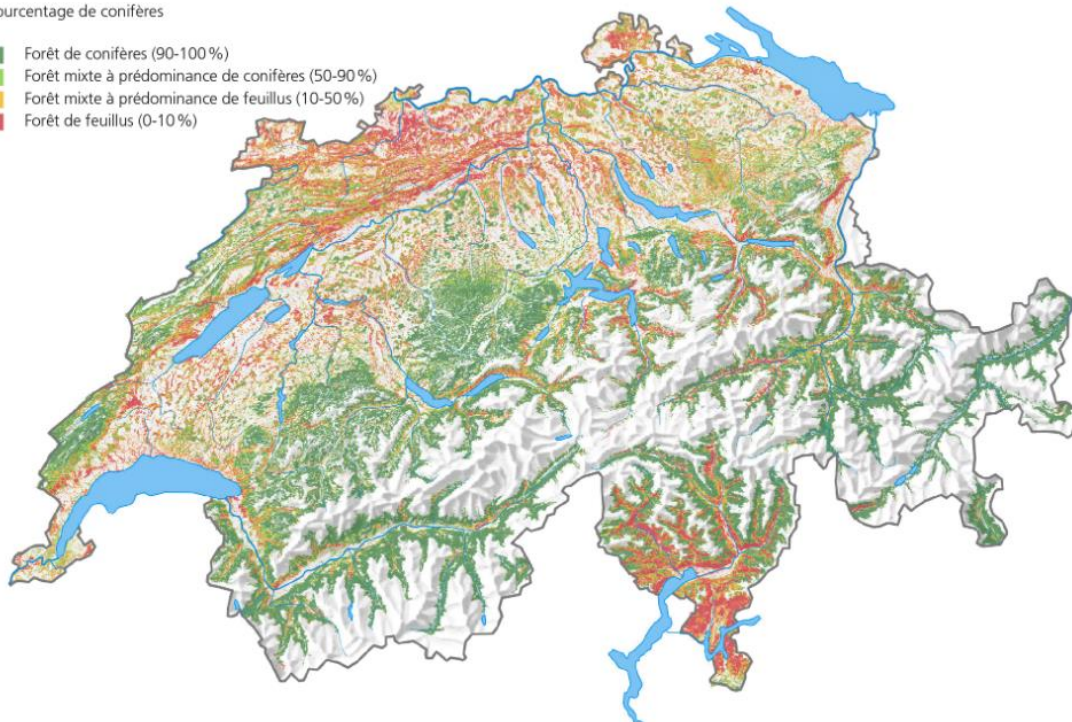 ourcentage de conifères
Forêt de conifères (90-100 %)
Forêt mixte à prédominance de conifères (50-90 %)
Forêt mixte à prédominance de feuillus (10-50 %)
Forêt de feuillus (0-10 %)